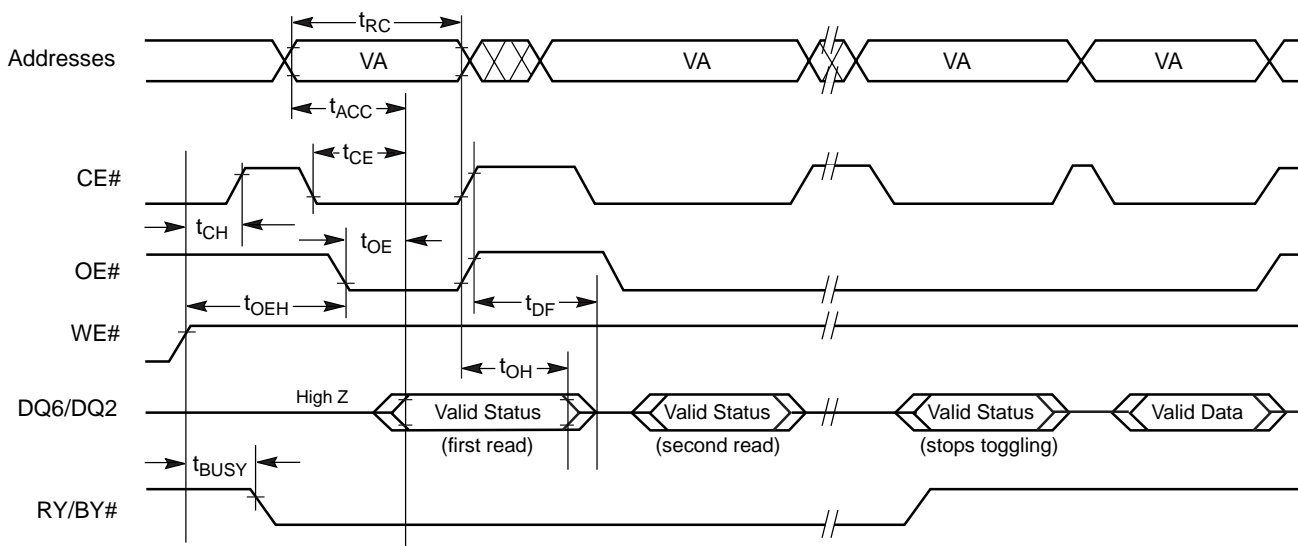 tRC
Addresses VA VA VA VA
tACC
tCE
CE#
tCH
tOE
OE#
tOEH
tDF
WE#
tOH
High Z
DQ6/DQ2 Valid Status Valid Status Valid Status Valid Data
(first read) (second read) (stops toggling)
tBUSY
RY/BY#